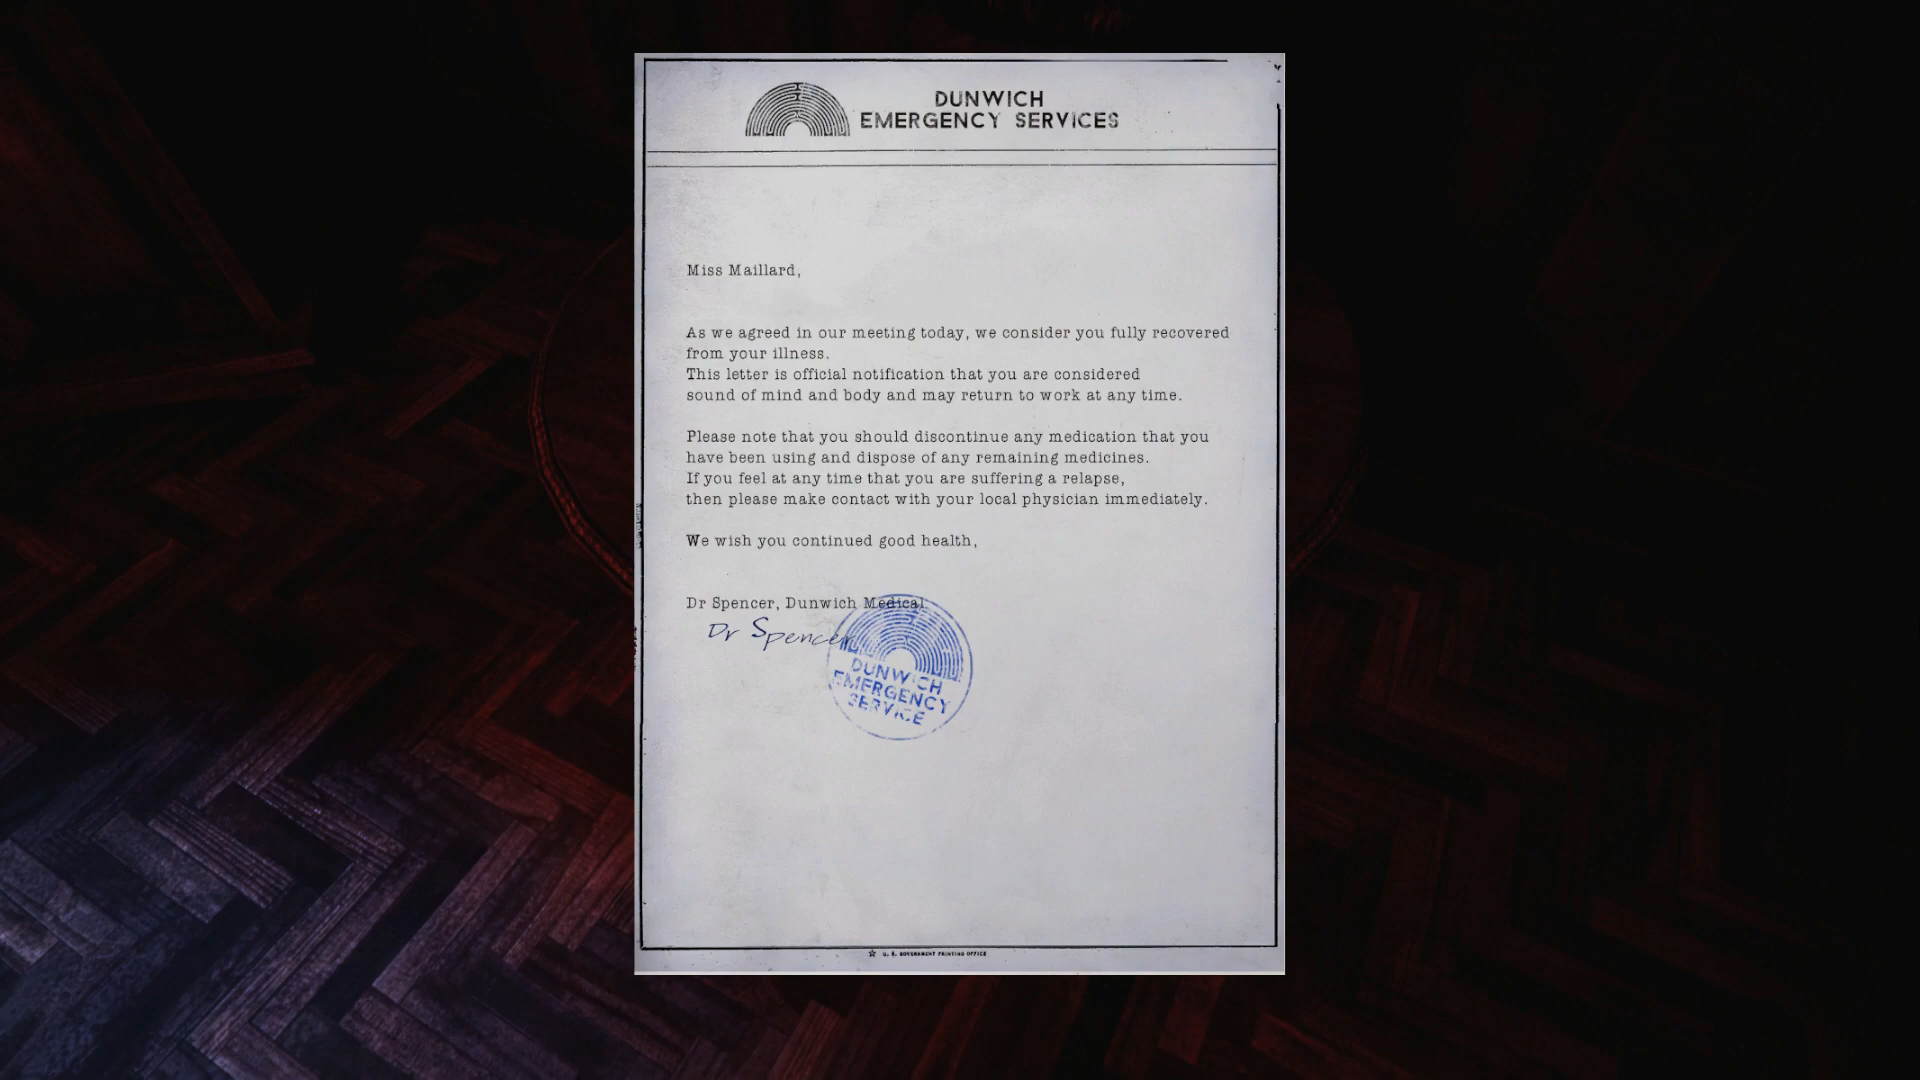 DUNWICH
EMERGENCY SERVICES
Miss Maillard,
As we agreed in our meeting today, we consider you fully recovered
from your illness.
This letter is official notification that you are considered
sound of mind and body and may return to work at any time.
Please note that you should discontinue any medication that you
have been using and dispose of any remaining medicines.
If you feel at any time that you are suffering a relapse,
then please make contact with your local physician immediately.
We wish you continued good health,
Dr Spencer, Dunwich Medical
Dr Spencer
DUNWICH
EMERGENCY
SERVICE
U. S. GOVERNMENT PRINTING OFFICE